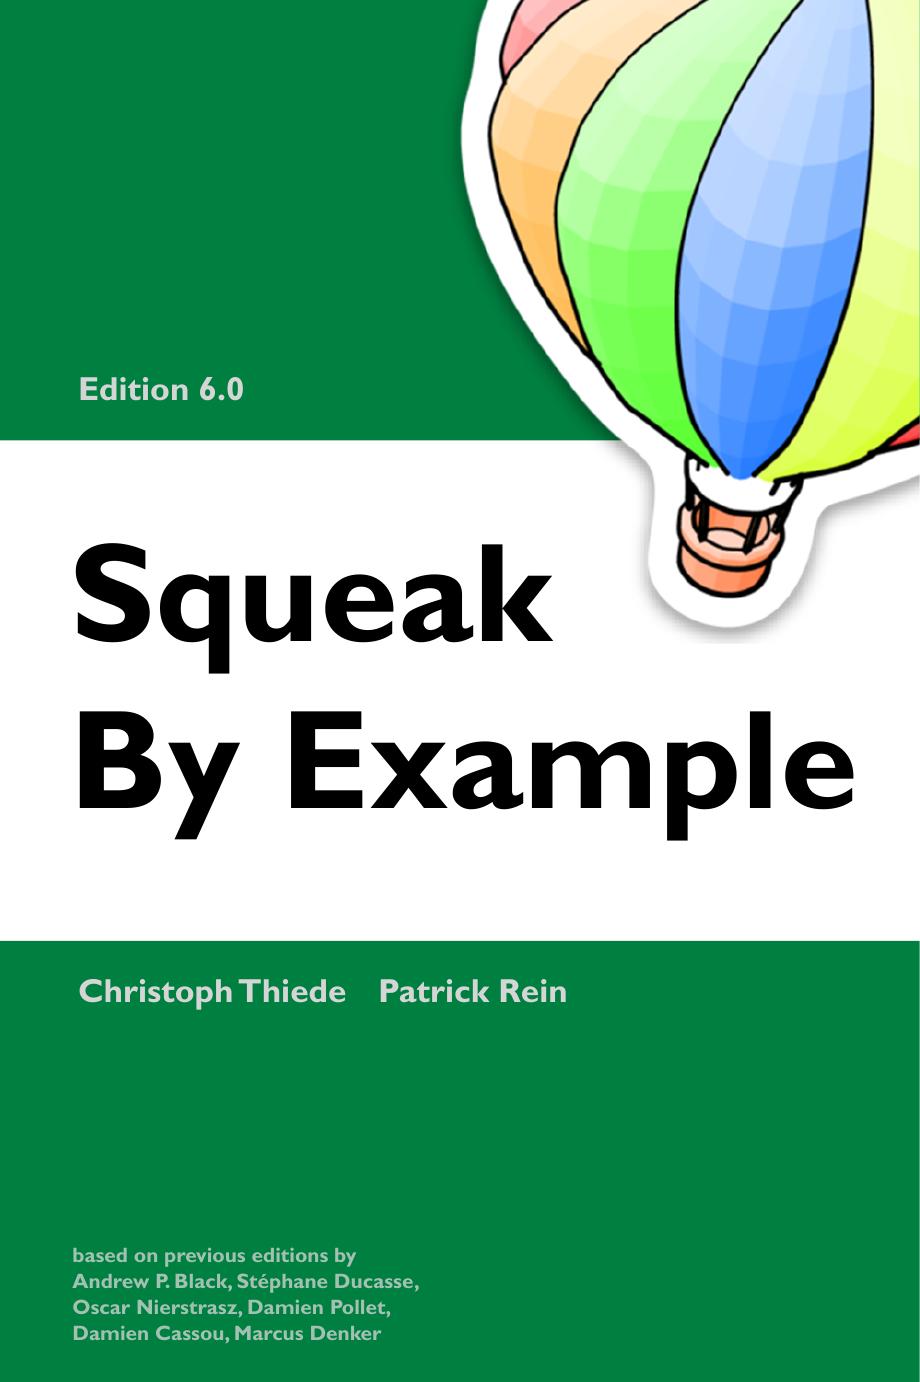 Edition 6.0
Squeak
By Example
Christoph Thiede Patrick Rein
based on previous editions by
Andrew P. Black, Stéphane Ducasse,
Oscar Nierstrasz, Damien Pollet,
Damien Cassou, Marcus Denker